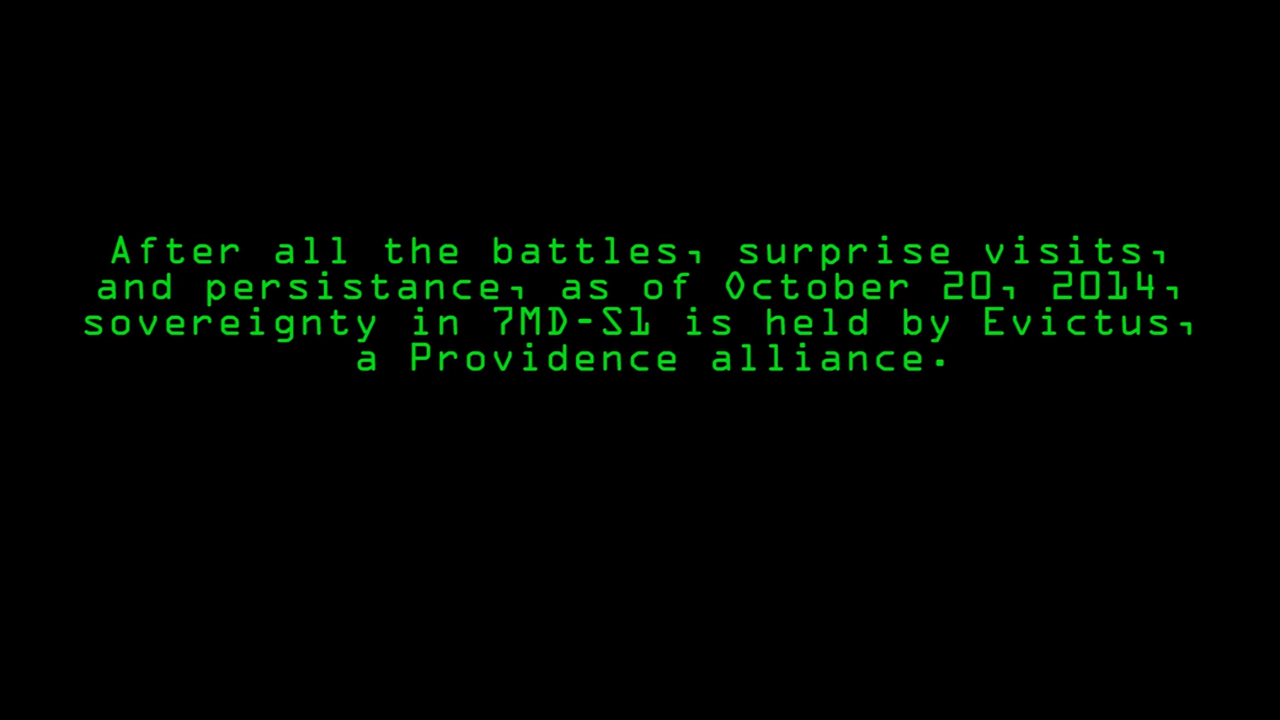 After all the battles, surprise visits,
and persistance, as of October 20, 2014,
sovereignty in 7MD-S1 is held by Evictus,
a Providence alliance.